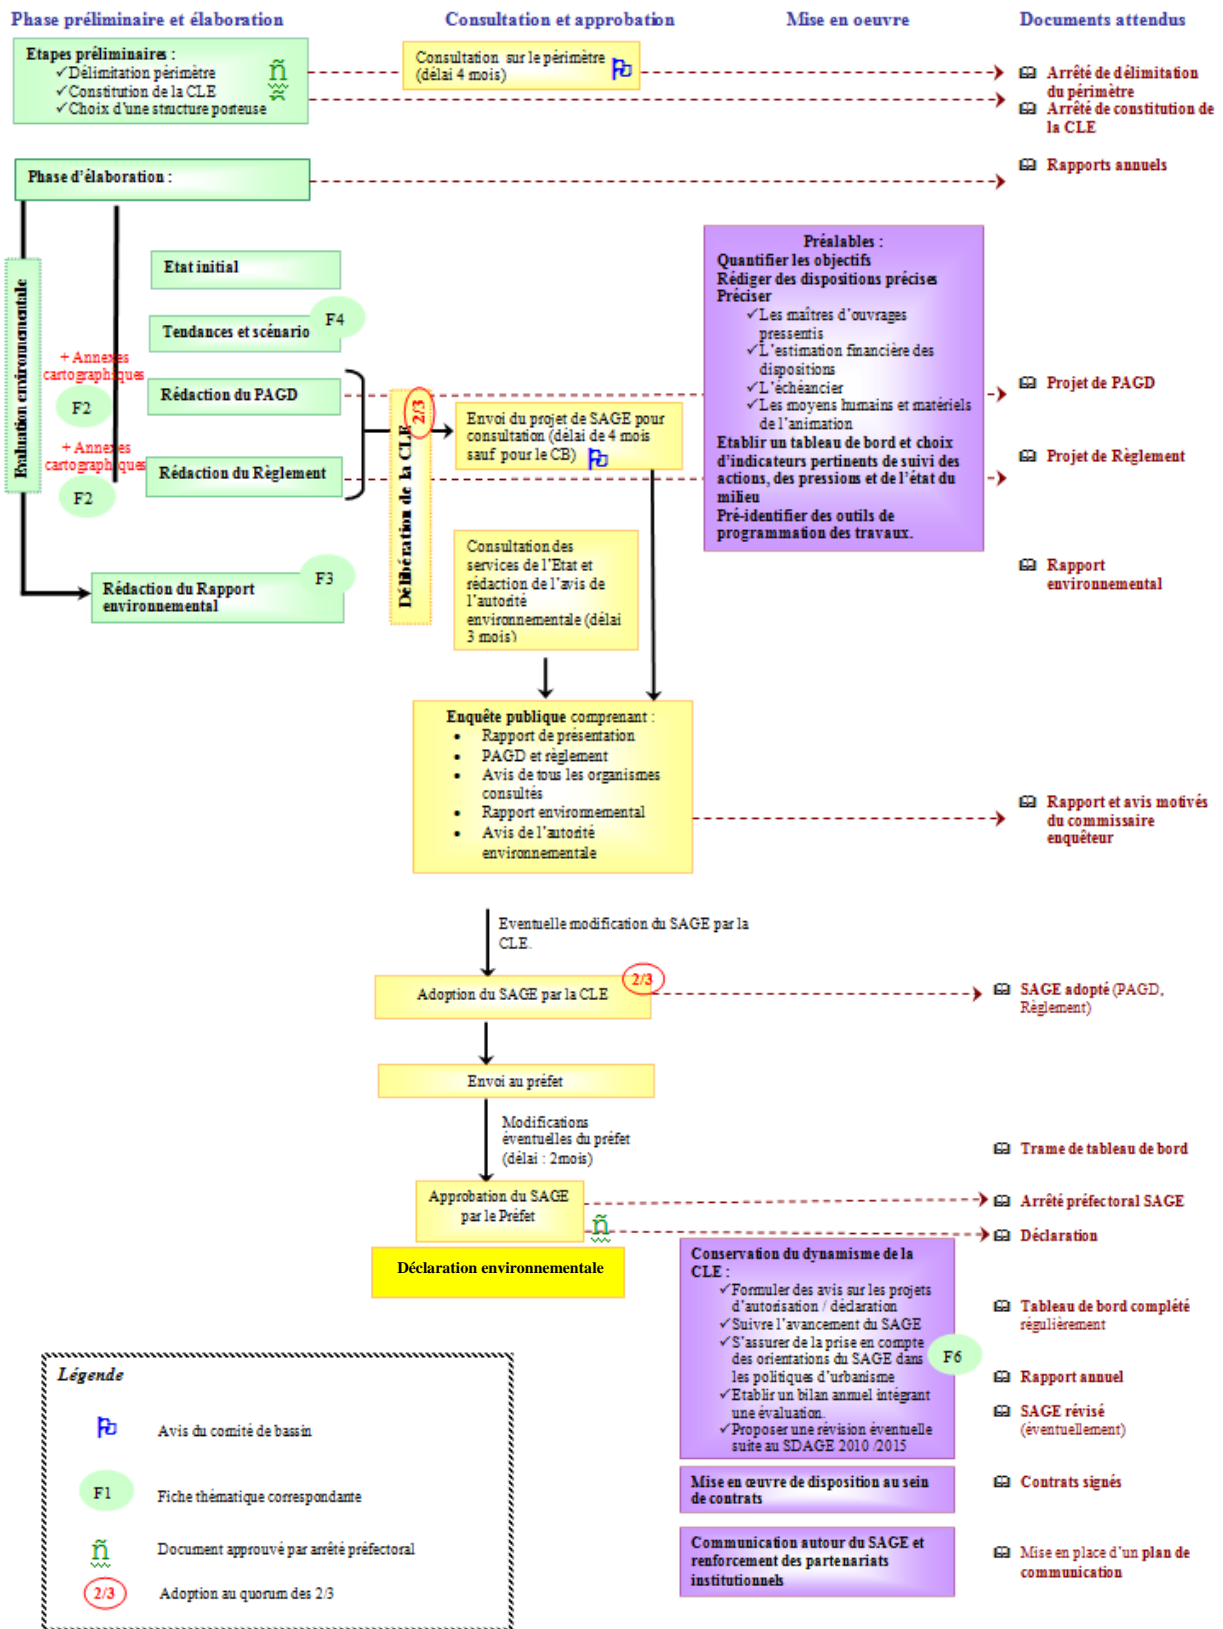 Phase préliminaire et élaboration
Consultation et approbation
Mise en oeuvre
Documents attendus
Etapes préliminaires :
✓Délimitation périmètre
✓Constitution de la CLE
✓Choix d'une structure porteuse
ñ
Consultation sur le périmètre
(délai 4 mois)
Arrêté de délimitation
du périmètre
Arrêté de constitution de
la CLE
Phase d'élaboration :
Rapports annuels
Evaluation environnementale
Etat initial
Tendances et scénario
F4
+ Annexes
cartographiques
F2
Rédaction du PAGD
+ Annexes
cartographiques
F2
Rédaction du Règlement
Rédaction du Rapport
environnemental
F3
Délibération de la CLE
2/3
Envoi du projet de SAGE pour
consultation (délai de 4 mois
sauf pour le CB)
Consultation des
services de l'Etat et
rédaction de l'avis de
l'autorité
environnementale (délai
3 mois)
Préalables :
Quantifier les objectifs
Rédiger des dispositions précises
Préciser
✓Les maîtres d'ouvrages
pressentis
✓L'estimation financière des
dispositions
✓L'échéancier
✓Les moyens humains et matériels
de l'animation
Etablir un tableau de bord et choix
d'indicateurs pertinents de suivi des
actions, des pressions et de l'état du
milieu
Pré-identifier des outils de
programmation des travaux.
Projet de PAGD
Projet de Règlement
Rapport
environnemental
Enquête publique comprenant :
• Rapport de présentation
• PAGD et règlement
• Avis de tous les organismes
consultés
• Rapport environnemental
• Avis de l'autorité
environnementale
Rapport et avis motivés
du commissaire
enquêteur
Eventuelle modification du SAGE par la
CLE.
Adoption du SAGE par la CLE
2/3
SAGE adopté (PAGD,
Règlement)
Envoi au préfet
Modifications
éventuelles du préfet
(délai : 2mois)
Trame de tableau de bord
Approbation du SAGE
par le Préfet
ñ
Arrêté préfectoral SAGE
Déclaration
Déclaration environnementale
Conservation du dynamisme de la
CLE :
✓Formuler des avis sur les projets
d'autorisation / déclaration
✓Suivre l'avancement du SAGE
✓S'assurer de la prise en compte
des orientations du SAGE dans
les politiques d'urbanisme
✓Etablir un bilan annuel intégrant
une évaluation.
✓Proposer une révision éventuelle
suite au SDAGE 2010 /2015
F6
Tableau de bord complété
régulièrement
Rapport annuel
SAGE révisé
(éventuellement)
Mise en œuvre de disposition au sein
de contrats
Contrats signés
Communication autour du SAGE et
renforcement des partenariats
institutionnels
Mise en place d'un plan de
communication
Légende
Avis du comité de bassin
F1
Fiche thématique correspondante
ñ
Document approuvé par arrêté préfectoral
2/3
Adoption au quorum des 2/3